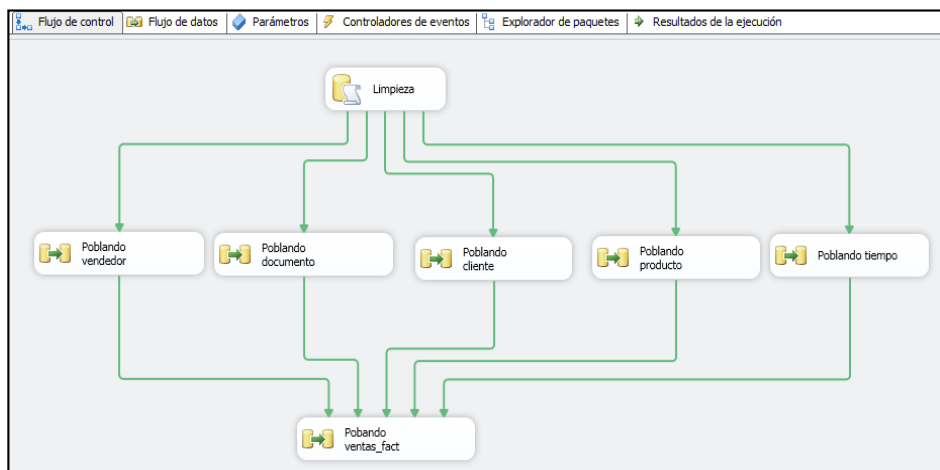 Flujo de control
Flujo de datos
Parámetros
Controladores de eventos
Explorador de paquetes
Resultados de la ejecución
Limpieza
Poblando
vendedor
Poblando
documento
Poblando
cliente
Poblando
producto
Poblando tiempo
Pobando
ventas_fact